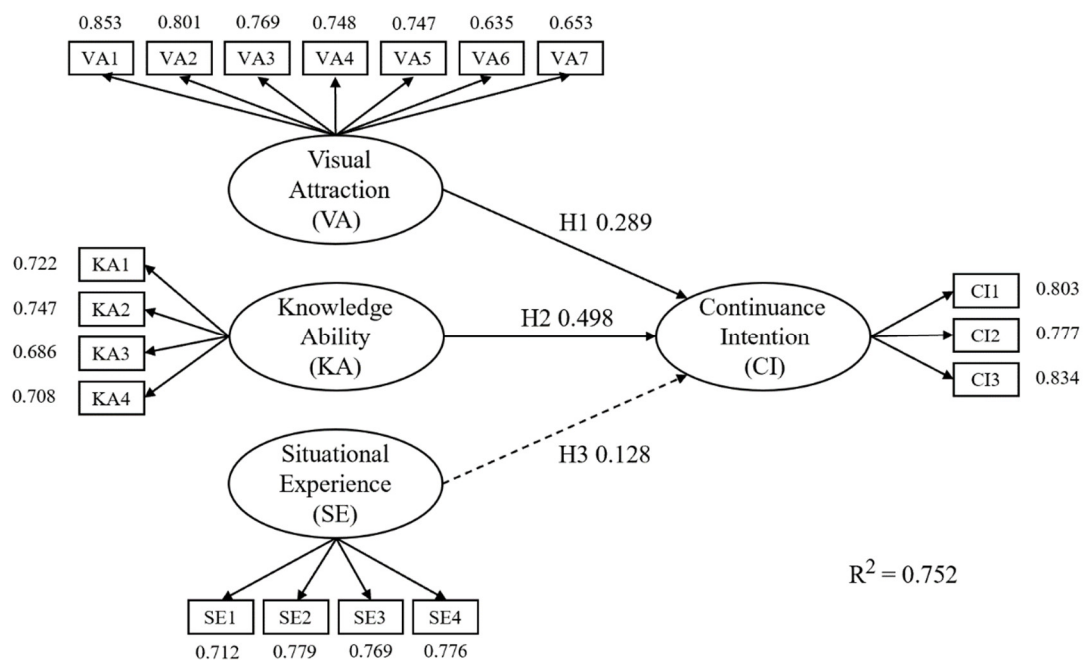 0.853 0.801 0.769 0.748 0.747 0.635 0.653
VA1 VA2 VA3 VA4 VA5 VA6 VA7
Visual
Attraction
(VA)
H1 0.289
0.722 KA1
0.747 KA2
0.686 KA3
0.708 KA4
Knowledge
Ability
(KA)
H2 0.498
Continuance
Intention
(CI)
CI1 0.803
CI2 0.777
CI3 0.834
Situational
Experience
(SE)
H3 0.128
SE1 SE2 SE3 SE4
0.712 0.779 0.769 0.776
R² = 0.752